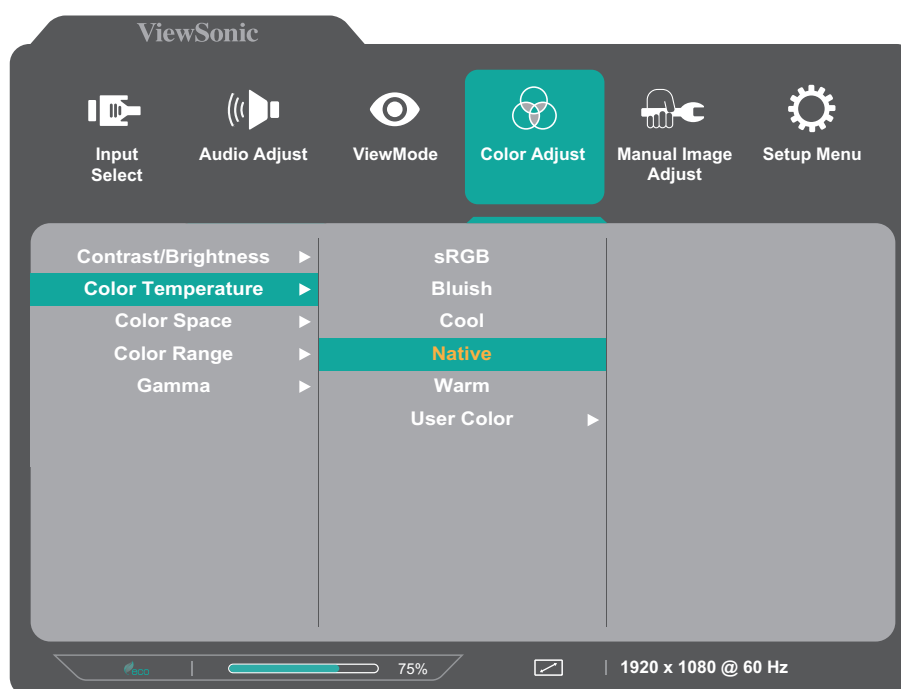 ViewSonic
Input
Select
Audio Adjust
ViewMode
Color Adjust
Manual Image
Adjust
Setup Menu
Contrast/Brightness
Color Temperature
Color Space
Color Range
Gamma
sRGB
Bluish
Cool
Native
Warm
User Color
eco
75%
1920 x 1080 @ 60 Hz